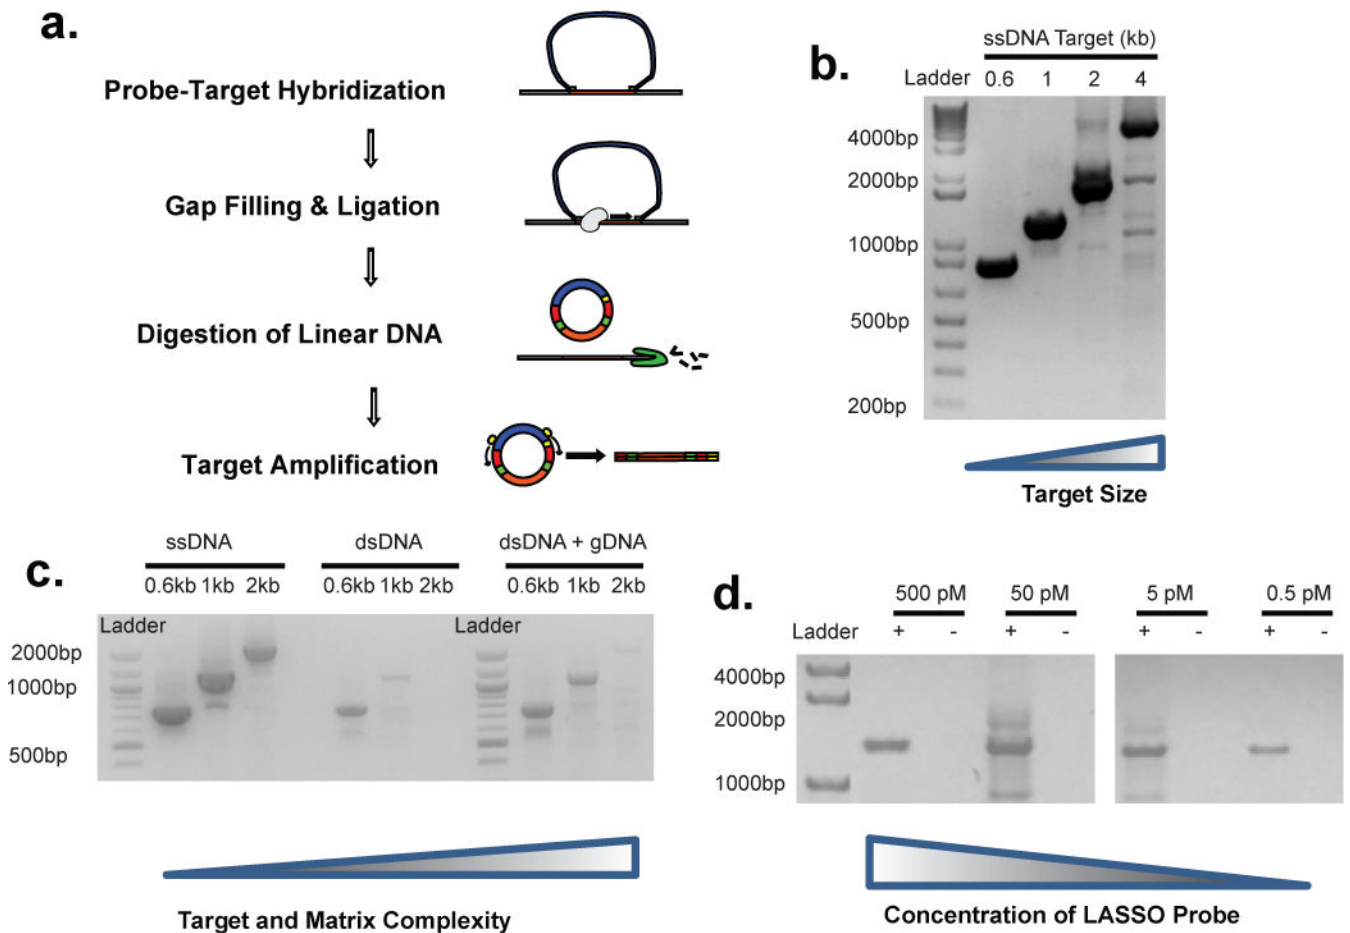 a.
Probe-Target Hybridization
Gap Filling & Ligation
Digestion of Linear DNA
Target Amplification
b.
ssDNA Target (kb)
Ladder 0.6 1 2 4
4000bp
2000bp
1000bp
500bp
200bp
Target Size
c.
ssDNA dsDNA dsDNA + gDNA
0.6kb 1kb 2kb 0.6kb 1kb 2kb 0.6kb 1kb 2kb
Ladder Ladder
2000bp
1000bp
500bp
Target and Matrix Complexity
d.
500 pM 50 pM 5 pM 0.5 pM
Ladder + - + - + - + -
4000bp
2000bp
1000bp
Concentration of LASSO Probe